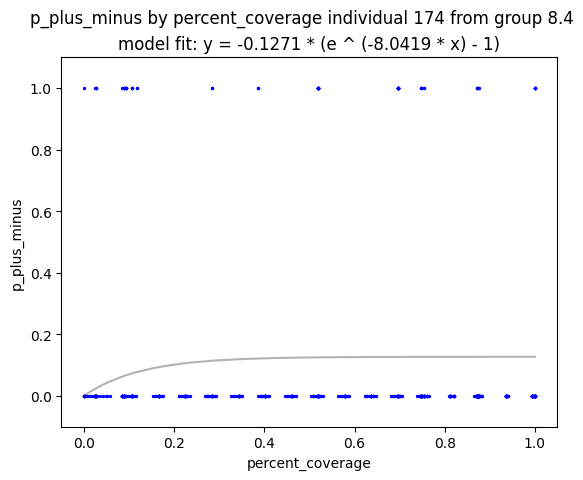 p_plus_minus by percent_coverage individual 174 from group 8.4
model fit: y = -0.1271 * (e ^ (-8.0419 * x) - 1)
1.0
0.8
0.6
0.4
0.2
0.0
p_plus_minus
0.0 0.2 0.4 0.6 0.8 1.0
percent_coverage